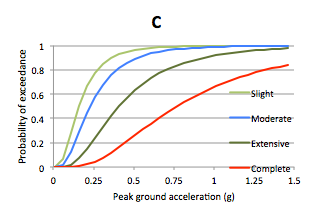 C
Probability of exceedance
1
0.8
0.6
0.4
0.2
0
Slight
Moderate
Extensive
Complete
0 0.25 0.5 0.75 1 1.25 1.5
Peak ground acceleration (g)